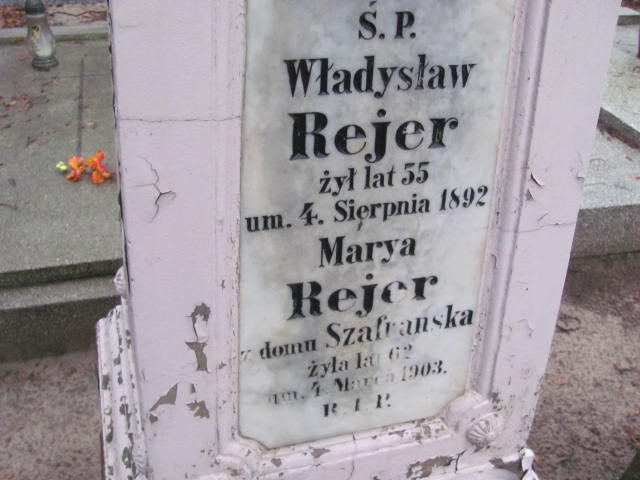 Ś. P.
Władysław
Rejer
żył lat 55
um. 4. Sierpnia 1892
Marya
Rejer
z domu Szafranska
żyła lat 62
um. 4. Marca 1903.
R. I. P.